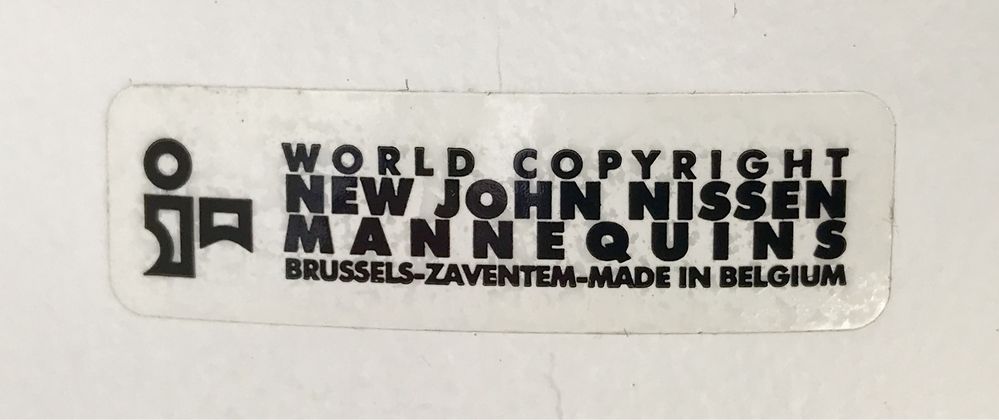 WORLD COPYRIGHT
NEW JOHN NISSEN
MANNEQUINS
BRUSSELS-ZAVENTEM-MADE IN BELGIUM